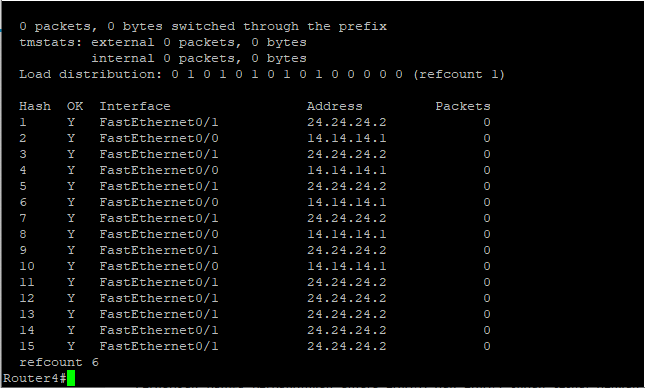 0 packets, 0 bytes switched through the prefix
tmstats: external 0 packets, 0 bytes
internal 0 packets, 0 bytes
Load distribution: 0 1 0 1 0 1 0 1 0 1 0 0 0 0 0 (refcount 1)
Hash OK Interface Address Packets
1 Y FastEthernet0/1 24.24.24.2 0
2 Y FastEthernet0/0 14.14.14.1 0
3 Y FastEthernet0/1 24.24.24.2 0
4 Y FastEthernet0/0 14.14.14.1 0
5 Y FastEthernet0/1 24.24.24.2 0
6 Y FastEthernet0/0 14.14.14.1 0
7 Y FastEthernet0/1 24.24.24.2 0
8 Y FastEthernet0/0 14.14.14.1 0
9 Y FastEthernet0/1 24.24.24.2 0
10 Y FastEthernet0/0 14.14.14.1 0
11 Y FastEthernet0/1 24.24.24.2 0
12 Y FastEthernet0/1 24.24.24.2 0
13 Y FastEthernet0/1 24.24.24.2 0
14 Y FastEthernet0/1 24.24.24.2 0
15 Y FastEthernet0/1 24.24.24.2 0
refcount 6
Router4#